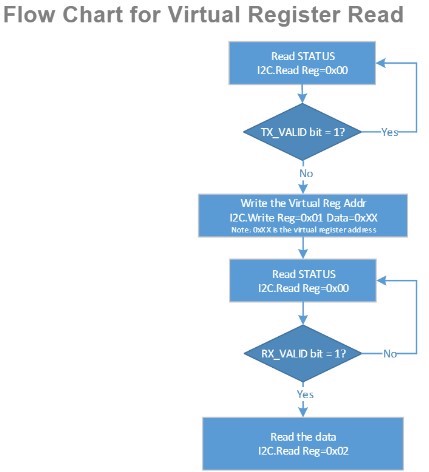 Flow Chart for Virtual Register Read
Read STATUS
I2C.Read Reg=0x00
TX_VALID bit = 1?
Yes
No
Write the Virtual Reg Addr
I2C.Write Reg=0x01 Data=0xXX
Note: 0xXX is the virtual register address
Read STATUS
I2C.Read Reg=0x00
RX_VALID bit = 1?
No
Yes
Read the data
I2C.Read Reg=0x02